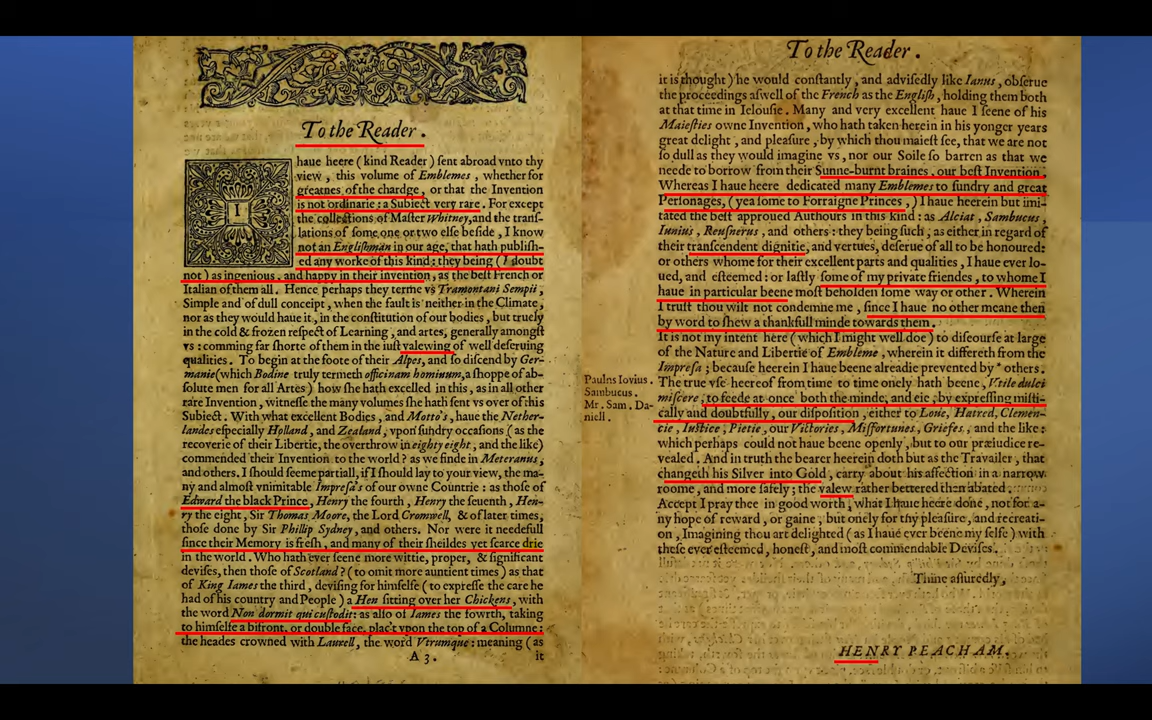 To the Reader.
I haue heere (kind Reader) ſent abroad vnto thy
view, this volume of Emblemes, whether for
greatnes of the chardge, or that the Invention
is not ordinarie: a Subiect very rare. For except
the collections of Maſter Whitney, and the tranſ-
lations of ſome one or two elſe beſide, I know
not an Engliſhman in our age, that hath publiſh-
ed any worke of this kind: they being (I doubt
not) as ingenious, and happy in their invention, as the beſt French or
Italian of them all. Hence perhaps they terme vs Tramontani Sempii,
Simple and of dull conceipt, when the fault is neither in the Climate,
nor as they would haue it, in the conſtitution of our bodies, but truely
in the cold & frozen reſpect of Learning, and artes, generally amongſt
vs: comming far ſhorte of them in the iuſt valewing of well deſeruing
qualities. To begin at the foote of their Alpes, and ſo diſcend by Ger-
manie (which Bodine truly termeth officinam hominum, a ſhoppe of ab-
ſolute men for all Artes) how ſhe hath excelled in this, as in all other
rare Invention, witneſſe the many volumes ſhe hath ſent vs over of this
Subiect. With what excellent Bodies, and Motto's, haue the Nether-
landes eſpecially Holland, and Zealand, vpon ſuńdry occaſions (as the
recoverie of their Libertie, the overthrow in eighty eight, and the like)
commended their Invention to the world? as we finde in Meteranus,
and others. I ſhould ſeeme partiall, if I ſhould lay to your view, the ma-
ny and almoſt vnimitable Impreſa's of our owne Countrie: as thoſe of
Edward the black Prince, Henry the fourth, Henry the ſeuenth, Hen-
ry the eight, Sir Thomas Moore, the Lord Cromwell, & of later times,
thoſe done by Sir Phillip Sydney, and others. Nor were it needefull
ſince their Memory is freſh, and many of their ſheildes yet ſcarce drie
in the world. Who hath ever ſeene more wittie, proper, & ſignificant
deviſes, then thoſe of Scotland? (to omit more auntient times) as that
of King Iames the third, deviſing for himſelfe (to expreſſe the care he
had of his country and People) a Hen ſitting over her Chickens, with
the word Non dormit qui cuſtodit: as alſo of Iames the fowrth, taking
to himſelfe a bifront, or double face, plac't vpon the top of a Columne:
the heades crowned with Laurell, the word Vtrumque: meaning (as
A 3. it
To the Reader.
it is thought) he would conſtantly, and adviſedly like Ianus, obſerue
the proceedings aſwell of the French as the Engliſh, holding them both
at that time in Ielouſie. Many and very excellent haue I ſeene of his
Maieſties owne Invention, who hath taken herein in his yonger years
great delight, and pleaſure, by which thou maieſt ſee, that we are not
ſo dull as they would imagine vs, nor our Soile ſo barren as that we
neede to borrow from their Sunne-burnt braines, our beſt Invention.
Whereas I haue heere dedicated many Emblemes to ſundry and great
Perſonages, (yea ſome to Forraigne Princes,) I haue heerein but imi-
tated the beſt approued Authours in this kind: as Alciat, Sambucus,
Iunius, Reuſnerus, and others: they being ſuch, as either in regard of
their tranſcendent dignitie, and vertues, deſerue of all to be honoured:
or others whome for their excellent parts and qualities, I haue ever lo-
ued, and eſteemed: or laſtly ſome of my private friendes, to whome I
haue in particular beene moſt beholden ſome way or other. Wherein
I truſt thou wilt not condemne me, ſince I haue no other meane then
by word to ſhew a thankfull minde towards them.
It is not my intent here (which I might well doe) to diſcourſe at large
of the Nature and Libertie of Embleme, wherein it differeth from the
Impreſa; becauſe heerein I haue beene alreadie prevented by * others.
Paulus Iovius.
Sambucus.
Mr. Sam. Da-
niell.
The true vſe heereof from time to time onely hath beene, Vtile dulci
miſcere, to feede at once both the minde, and eie, by expreſſing miſti-
cally and doubtfully, our diſpoſition, either to Loue, Hatred, Clemen-
cie, Iuſtice, Pietie, our Victories, Miſfortunes, Griefes, and the like:
which perhaps could not haue beene openly, but to our præiudice re-
vealed. And in truth the bearer heerein doth but as the Travailer, that
changeth his Silver into Gold, carry about his affection in a narrow
roome, and more ſafely; the valew rather bettered then abated.
Accept I pray thee in good worth, what I haue heere done, not for a-
ny hope of reward, or gaine, but onely for thy pleaſure, and recreati-
on, Imagining thou art delighted (as I haue ever beene my ſelfe) with
theſe ever eſteemed, honeſt, and moſt commendable Deviſes.
Thine aſſuredly,
HENRY PEACHAM.